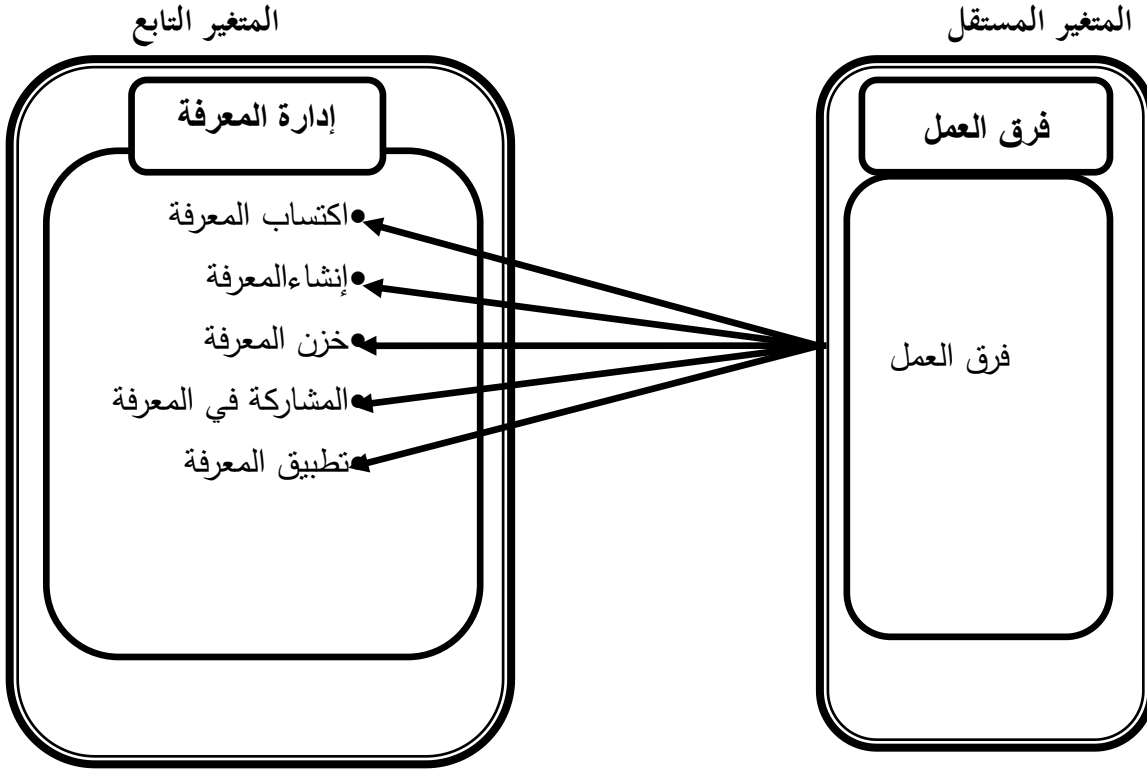 المتغير المستقل
المتغير التابع
فرق العمل
فرق العمل
إدارة المعرفة
•اكتساب المعرفة
•إنشاءالمعرفة
•خزن المعرفة
•المشاركة في المعرفة
•تطبيق المعرفة